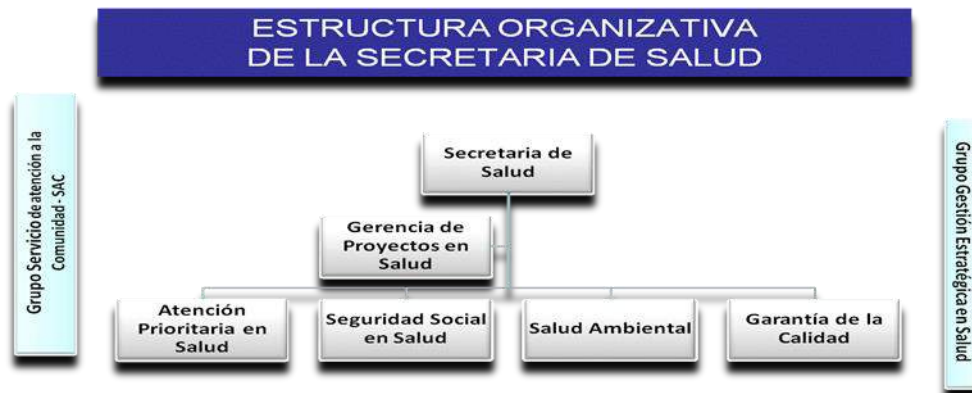 ESTRUCTURA ORGANIZATIVA
DE LA SECRETARIA DE SALUD
Grupo Servicio de atención a la
Comunidad - SAC
Secretaria de
Salud
Gerencia de
Proyectos en
Salud
Atención
Prioritaria en
Salud
Seguridad Social
en Salud
Salud Ambiental
Garantía de la
Calidad
Grupo Gestión Estratégica en Salud